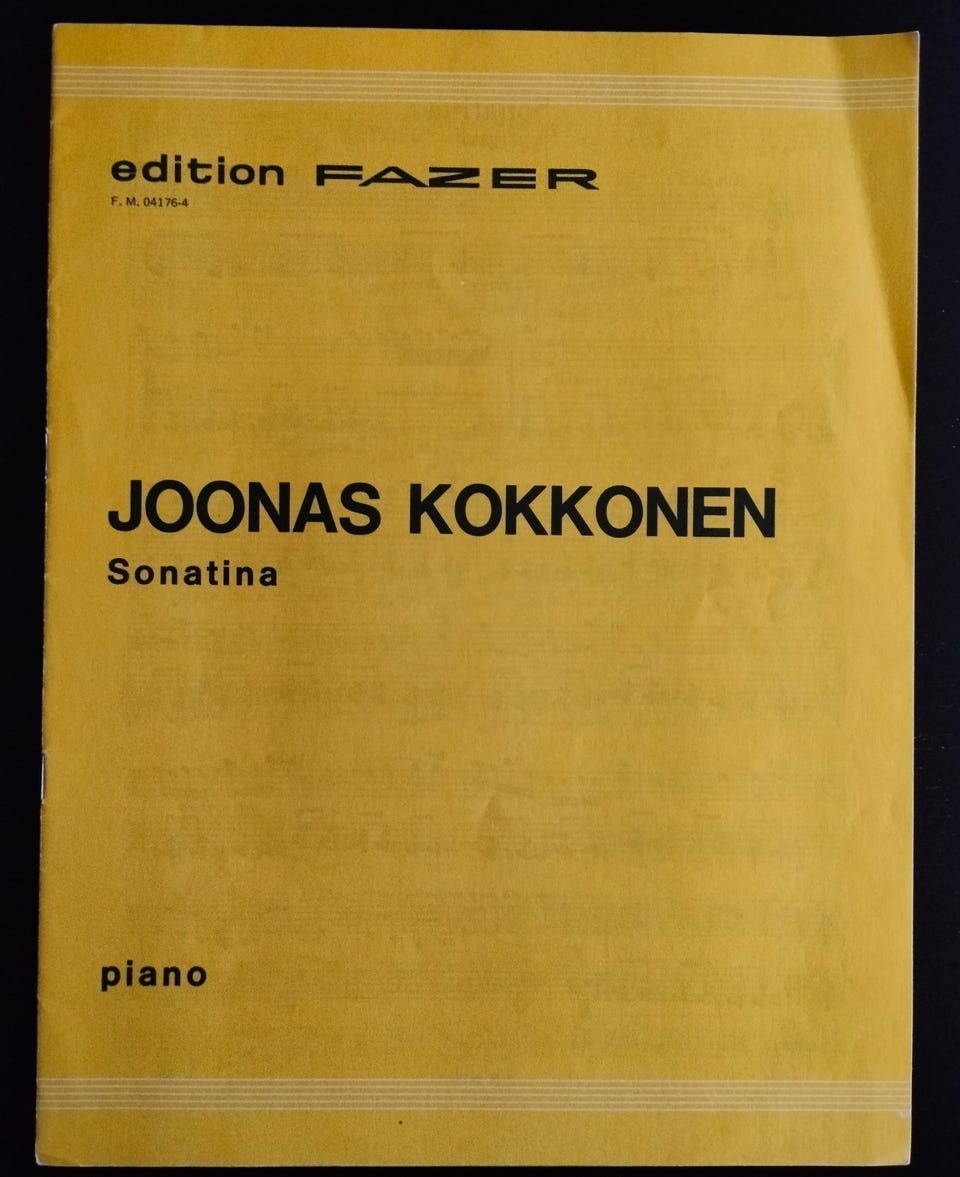 edition FAZER
F. M. 04176-4
JOONAS KOKKONEN
Sonatina
piano